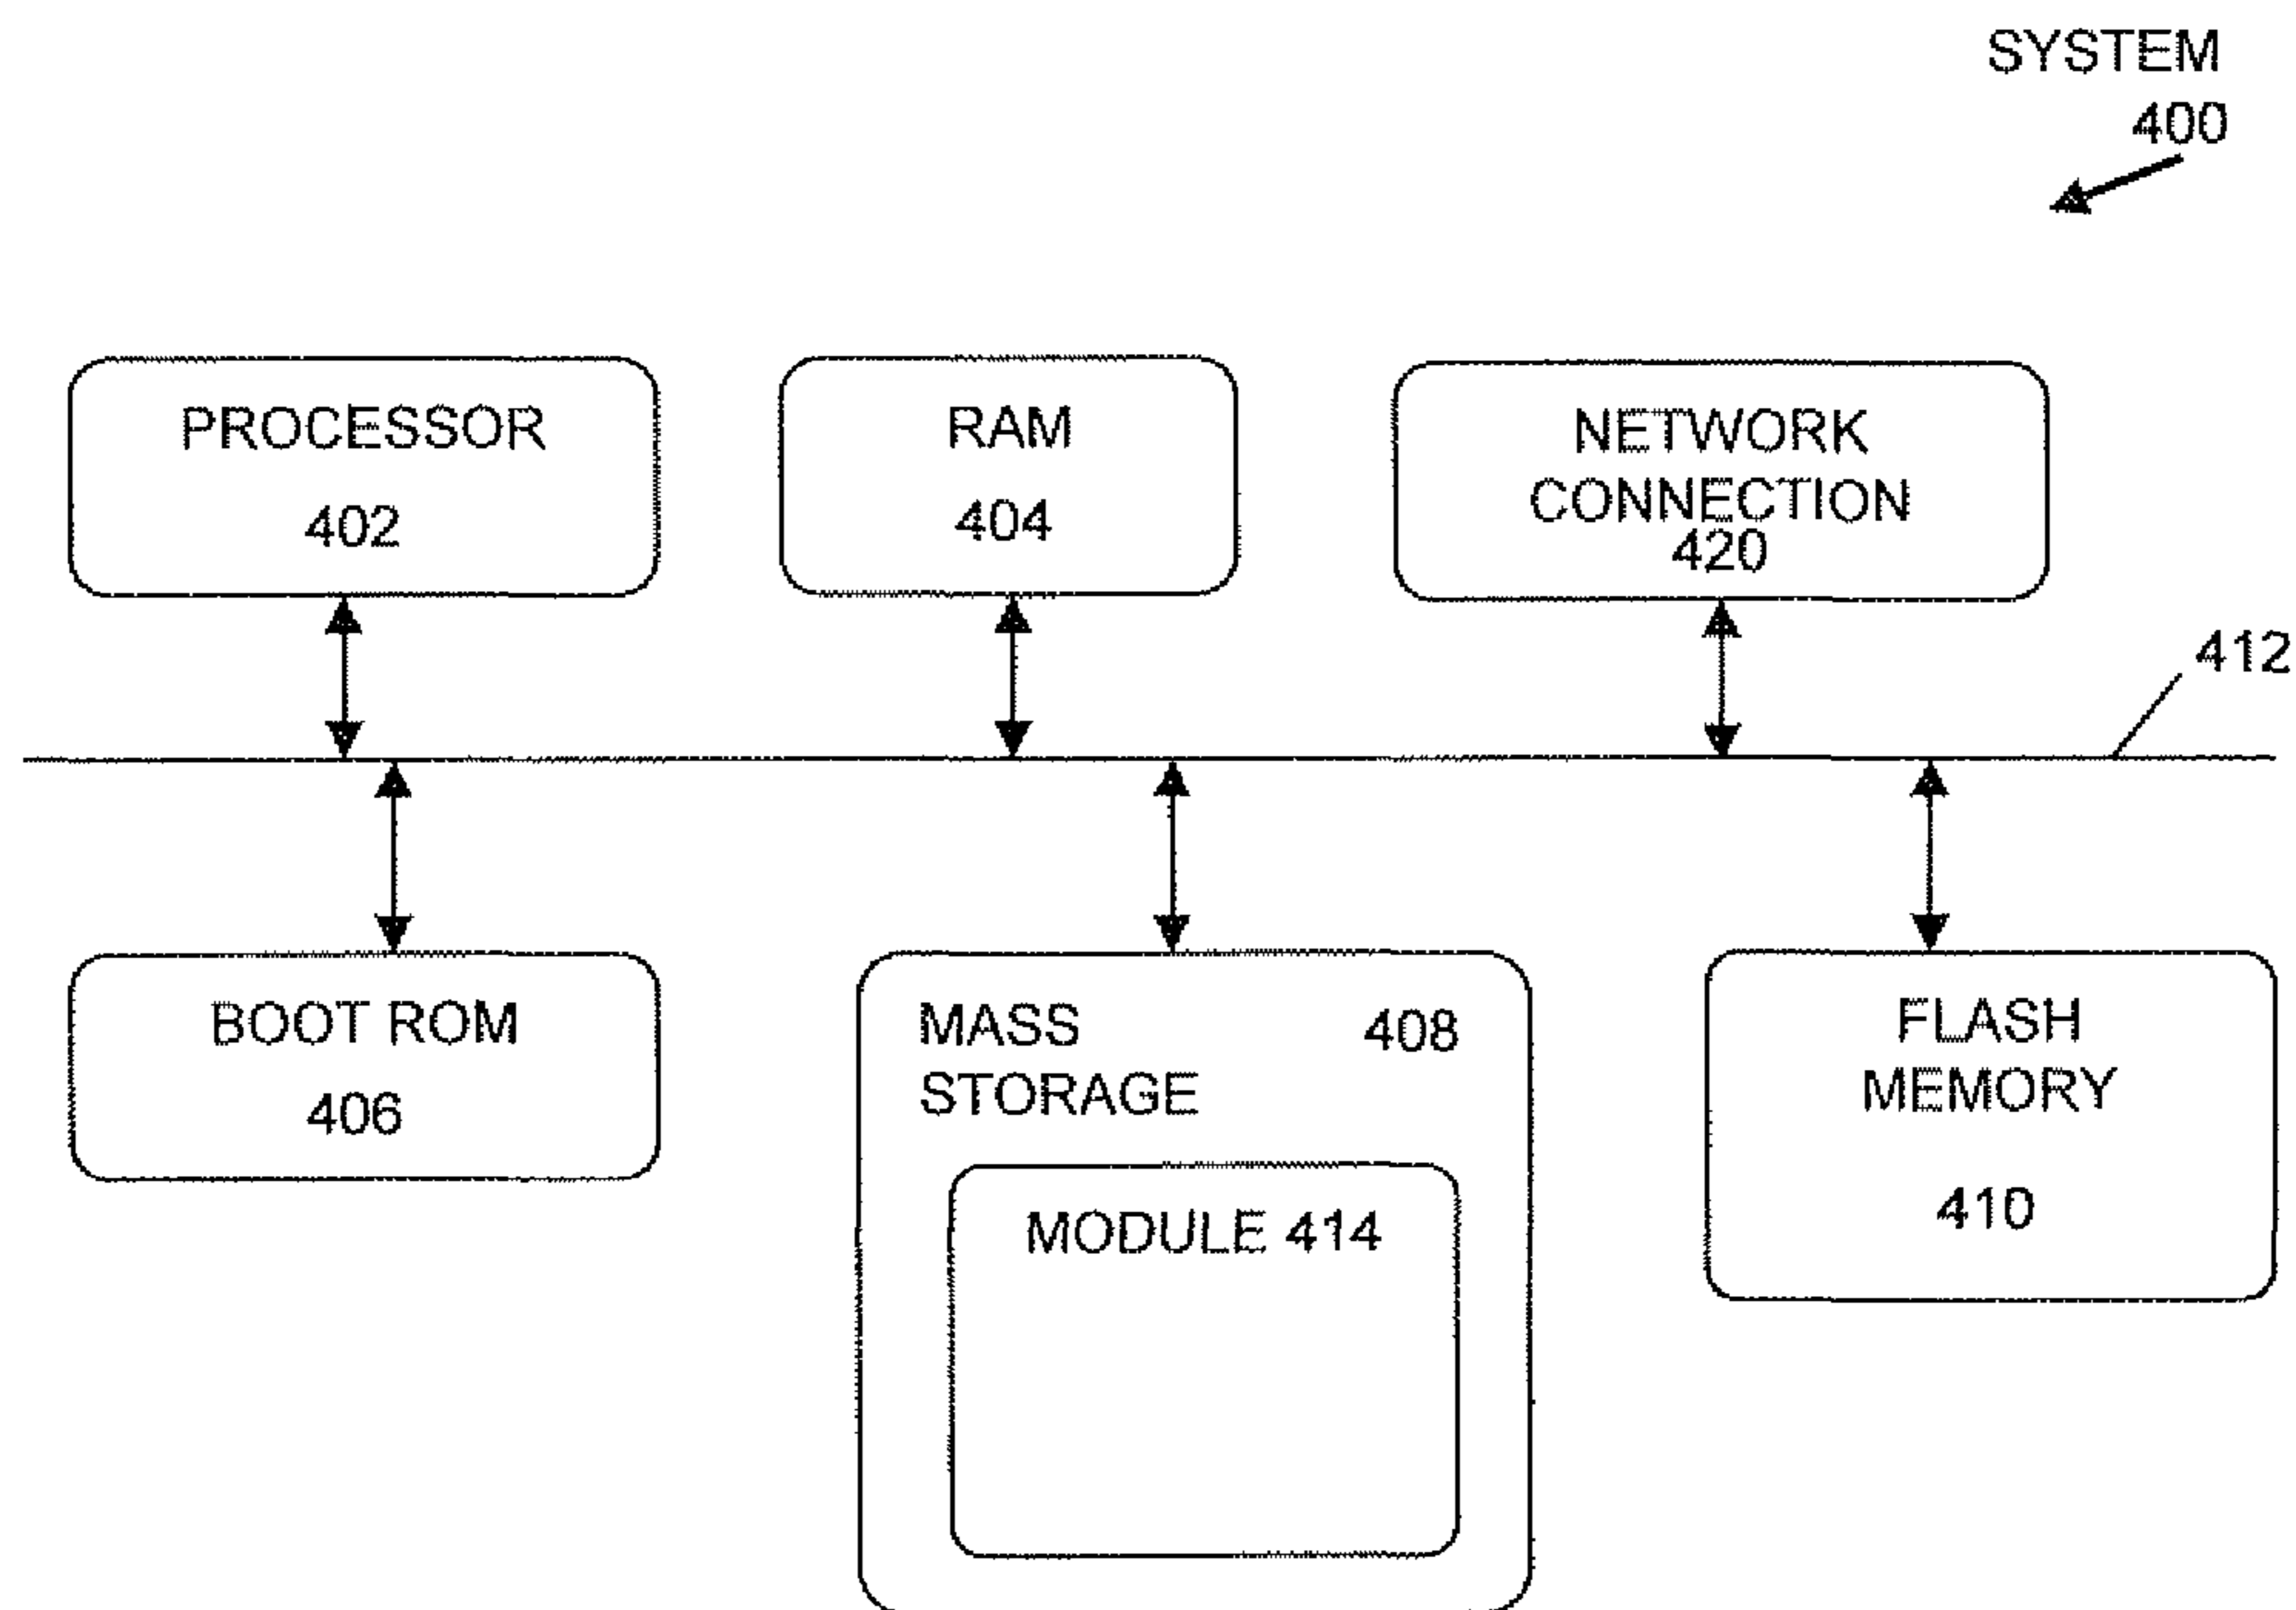 SYSTEM
400
PROCESSOR
402
RAM
404
NETWORK
CONNECTION
420
412
BOOT ROM
406
MASS
STORAGE
408
MODULE 414
FLASH
MEMORY
410